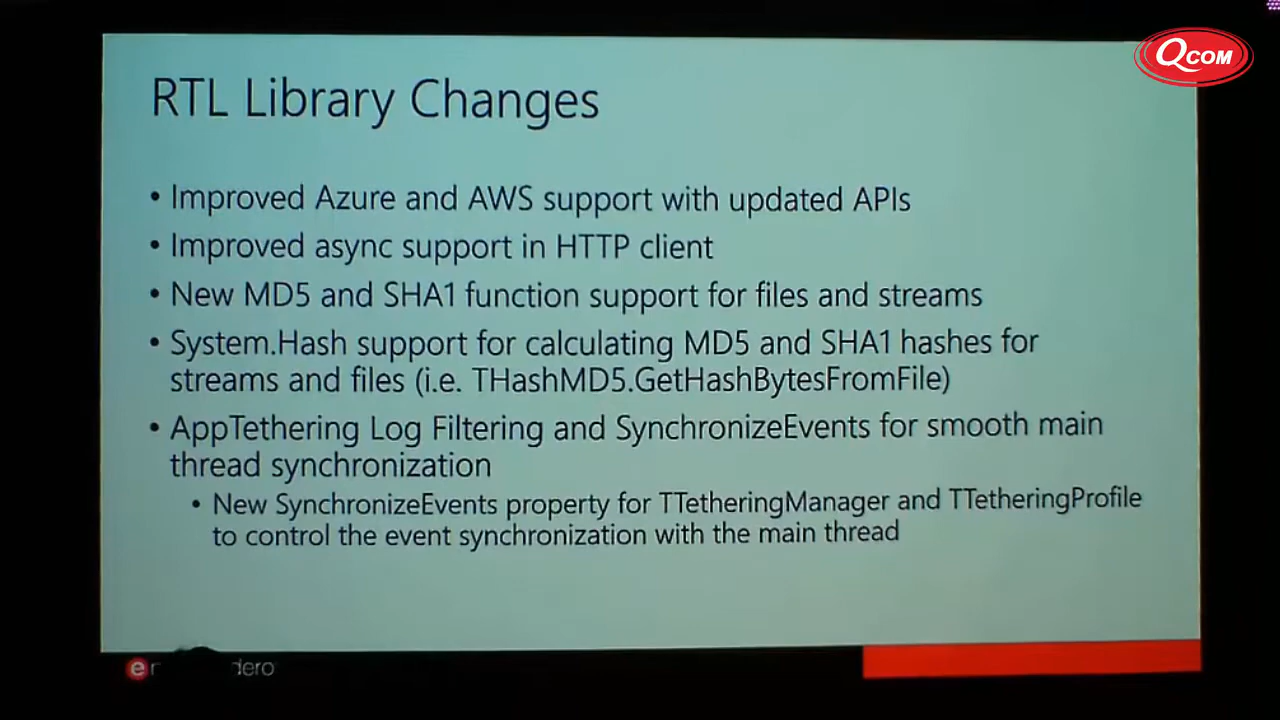 QCOM
RTL Library Changes
• Improved Azure and AWS support with updated APIs
• Improved async support in HTTP client
• New MD5 and SHA1 function support for files and streams
• System.Hash support for calculating MD5 and SHA1 hashes for
streams and files (i.e. THashMD5.GetHashBytesFromFile)
• AppTethering Log Filtering and SynchronizeEvents for smooth main
thread synchronization
• New SynchronizeEvents property for TTetheringManager and TTetheringProfile
to control the event synchronization with the main thread